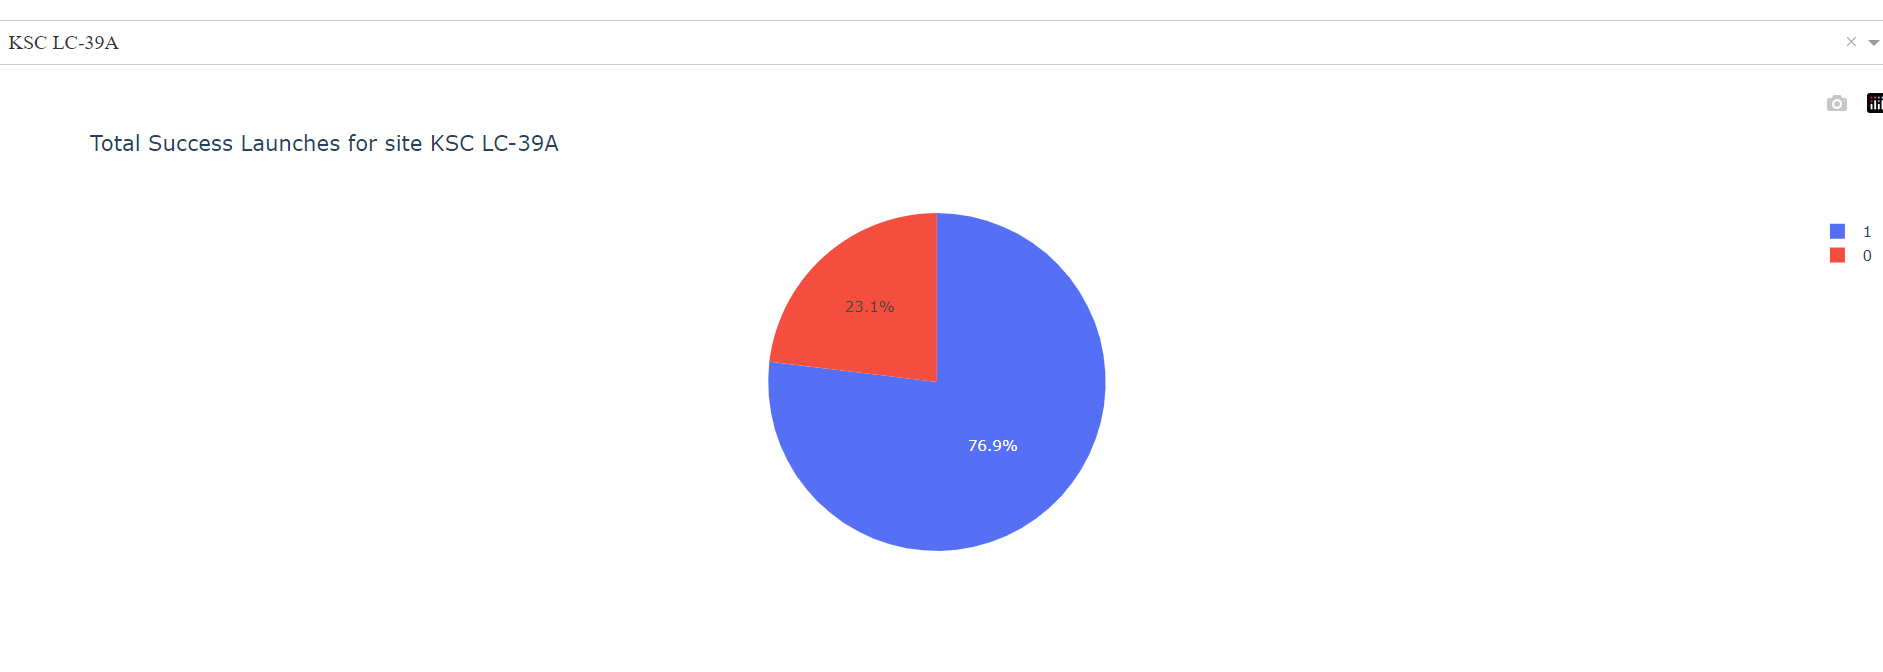 KSC LC-39A
Total Success Launches for site KSC LC-39A
1
0
23.1%
76.9%